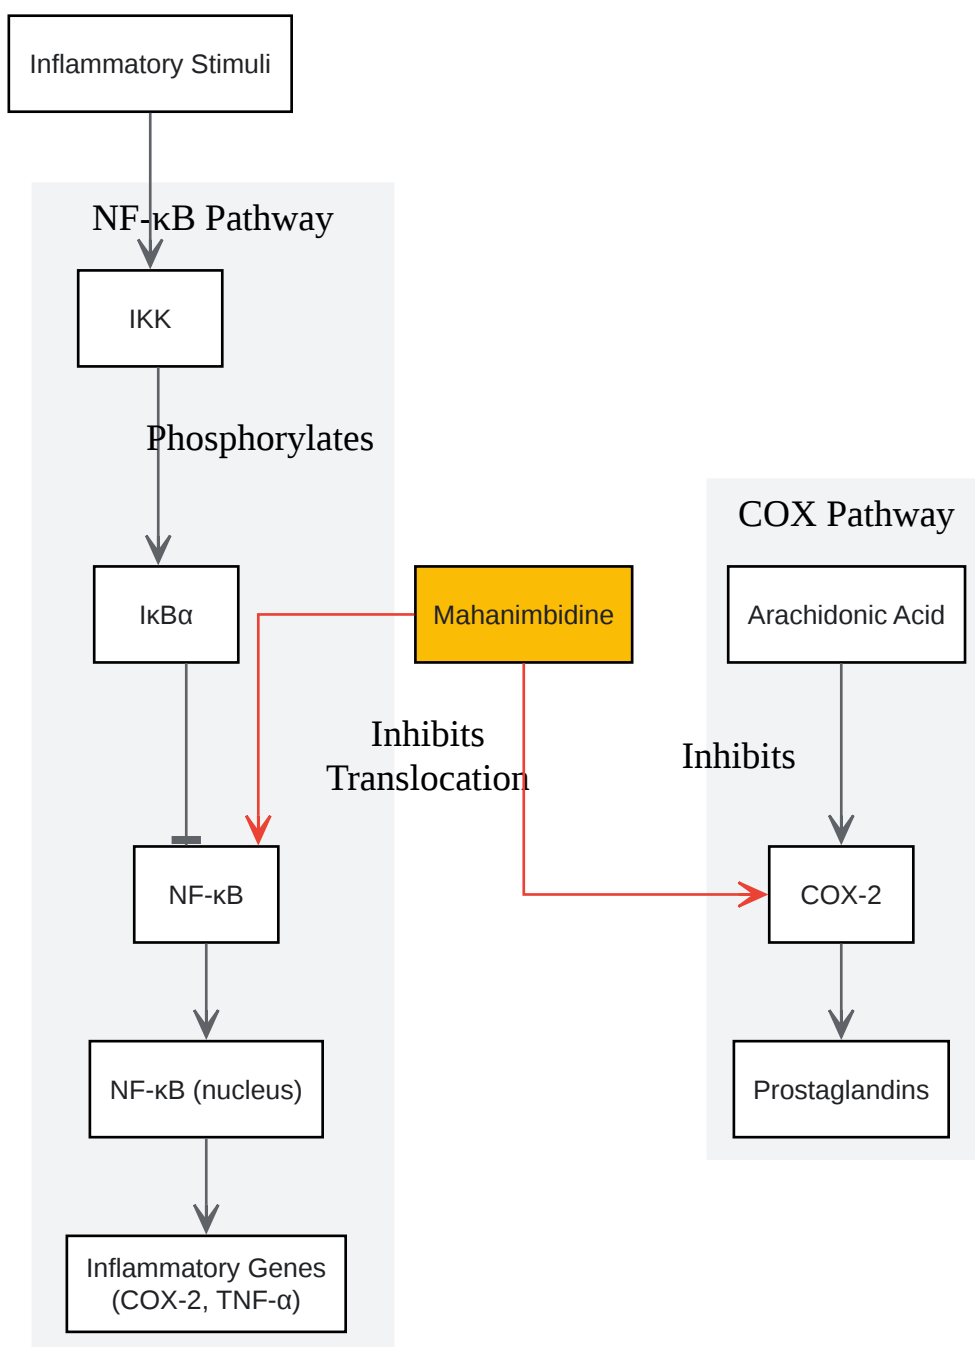 Inflammatory Stimuli
NF-κB Pathway
IKK
Phosphorylates
IκBα
Mahanimbidine
COX Pathway
Arachidonic Acid
Inhibits
Translocation
Inhibits
NF-κB
COX-2
NF-κB (nucleus)
Prostaglandins
Inflammatory Genes
(COX-2, TNF-α)